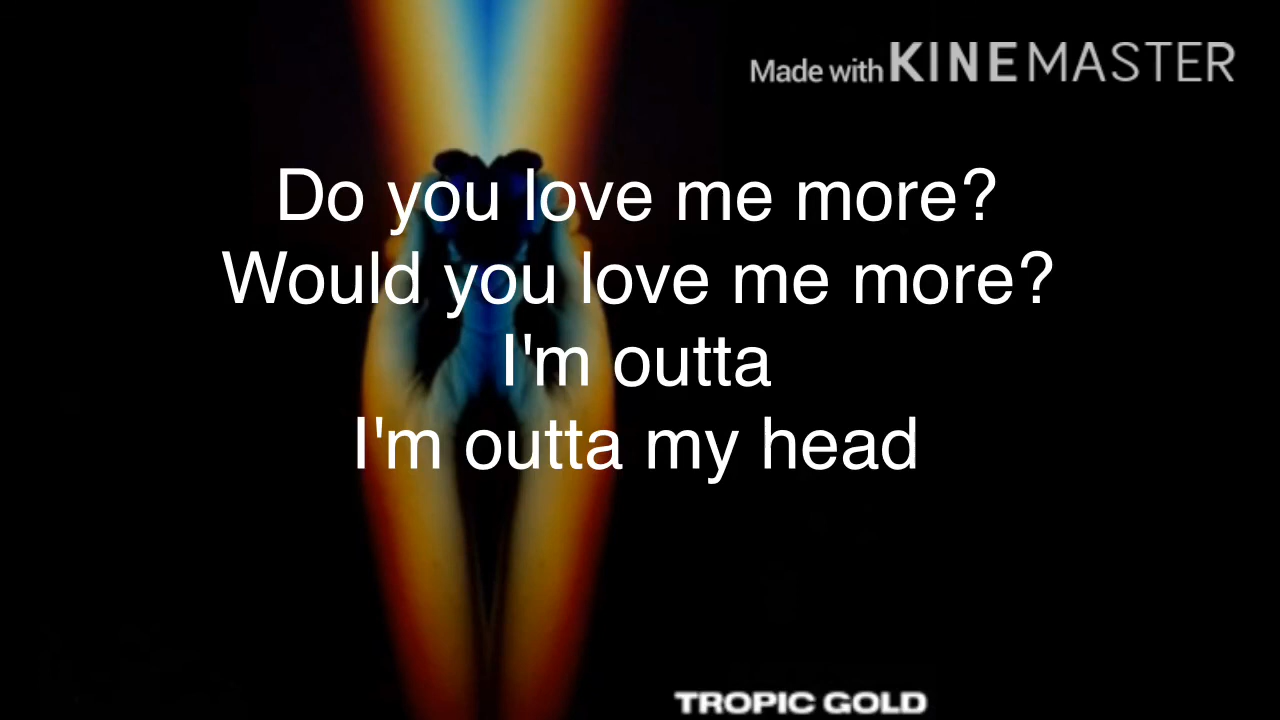 Made with KINEMASTER
Do you love me more?
Would you love me more?
I'm outta
I'm outta my head
TROPIC GOLD